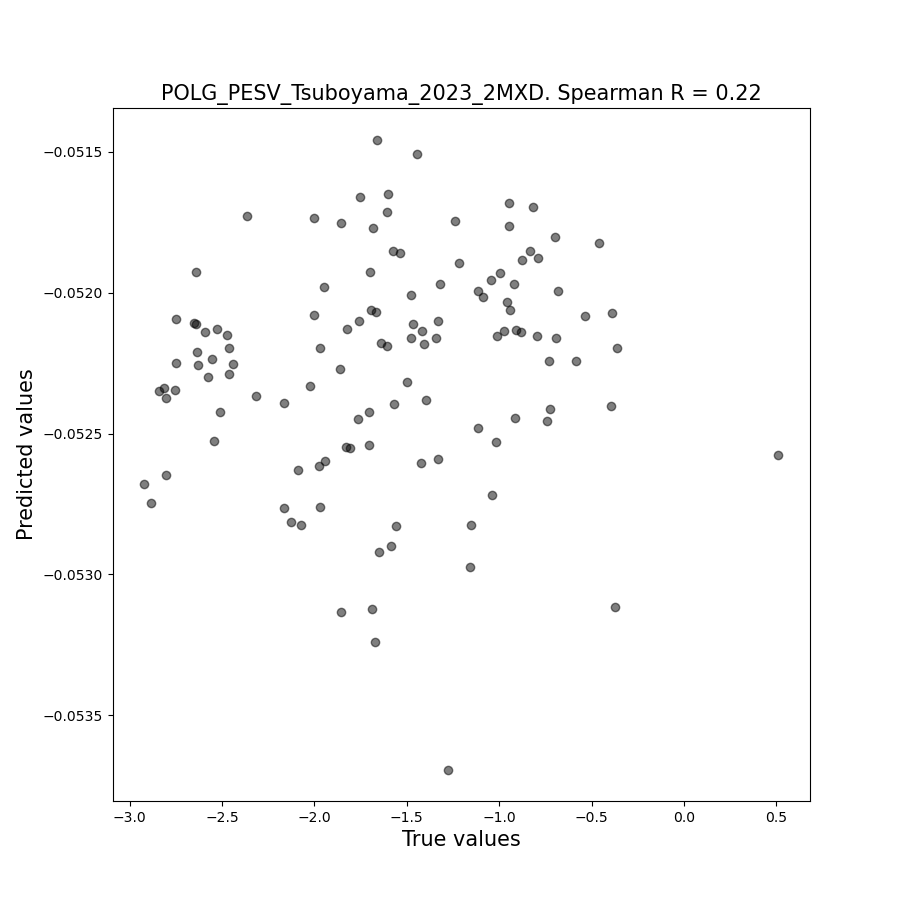 POLG_PESV_Tsuboyama_2023_2MXD. Spearman R = 0.22
Predicted values
−0.0515
−0.0520
−0.0525
−0.0530
−0.0535
−3.0 −2.5 −2.0 −1.5 −1.0 −0.5 0.0 0.5
True values